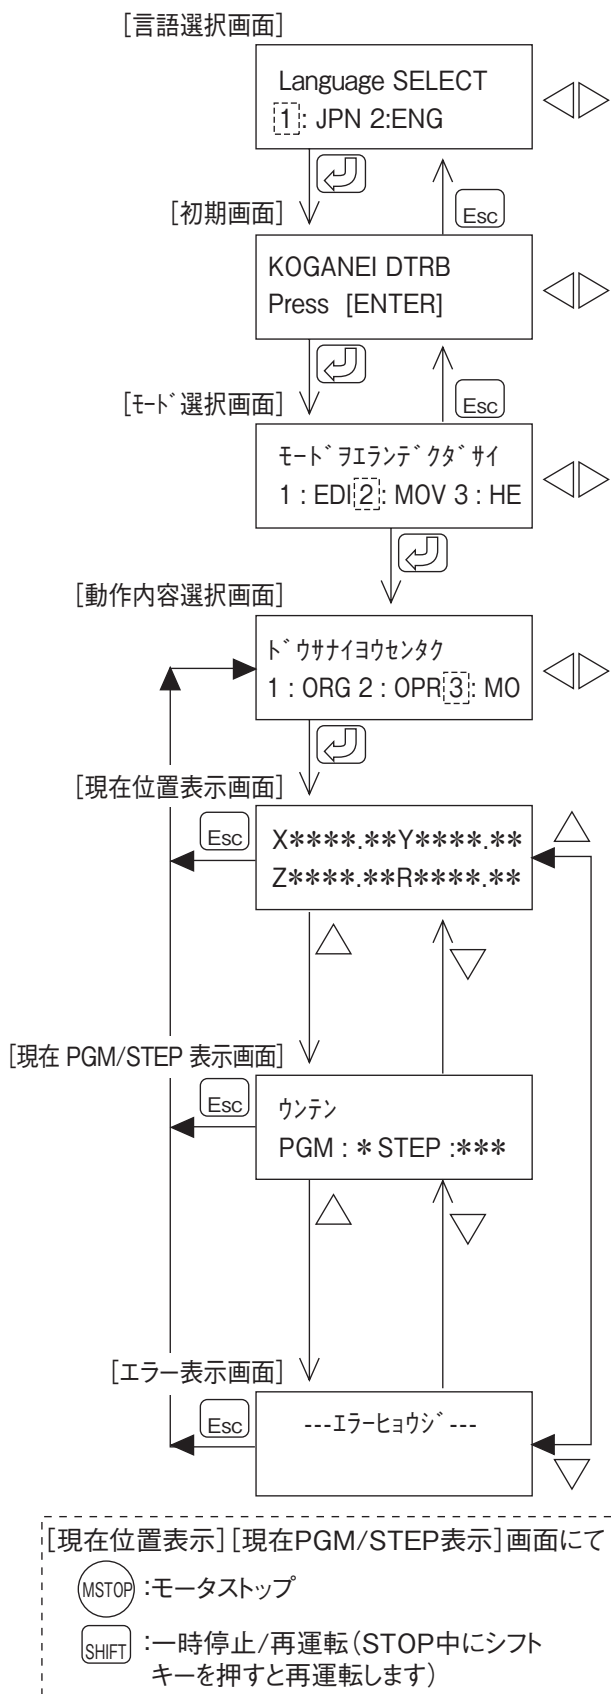 [言語選択画面]
Language SELECT
1: JPN 2:ENG
[初期画面]
Esc
KOGANEI DTRB
Press [ENTER]
[ﾓｰﾄﾞ選択画面]
Esc
ﾓｰﾄﾞｦｴﾗﾝﾃﾞｸﾀﾞｻｲ
1 : EDI2: MOV 3 : HE
[動作内容選択画面]
ﾄﾞｳｻﾅｲﾖｳｾﾝﾀｸ
1 : ORG 2 : OPR3: MO
[現在位置表示画面]
Esc
X****.**Y****.**
Z****.**R****.**
[現在 PGM/STEP 表示画面]
Esc
ｳﾝﾃﾝ
PGM : * STEP :***
[エラー表示画面]
Esc
---ｴﾗｰﾋｮｳｼﾞ---
[現在位置表示][現在PGM/STEP表示]画面にて
MSTOP :モータストップ
SHIFT :一時停止/再運転(STOP中にシフト
キーを押すと再運転します)